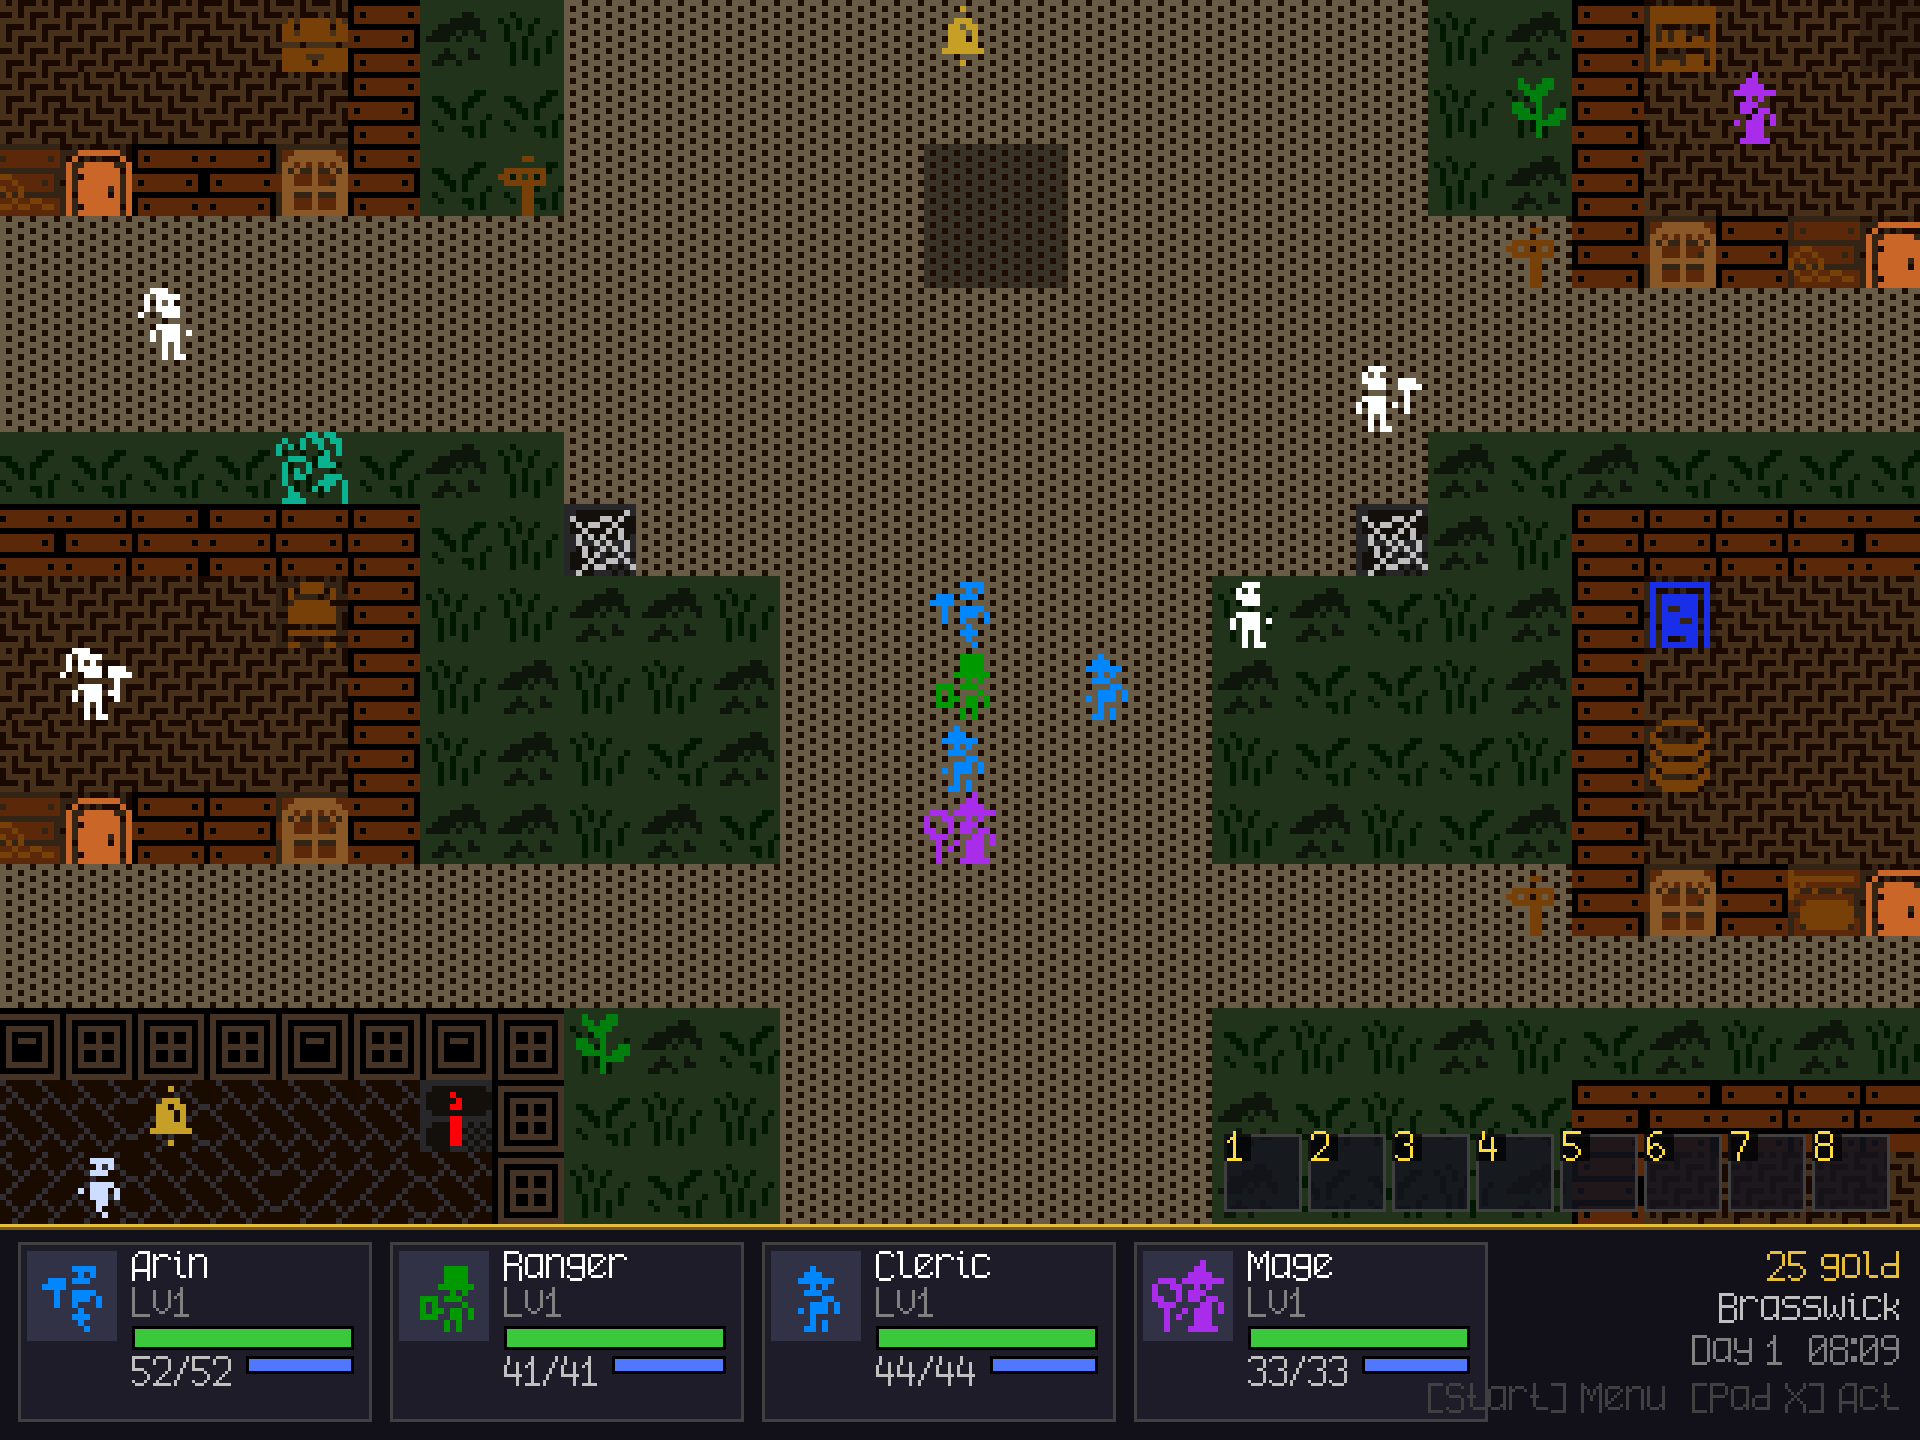 1 2 3 4 5 6 7 8
Arin
Lv1
52/52
Ranger
Lv1
41/41
Cleric
Lv1
44/44
Mage
Lv1
33/33
25 gold
Brasswick
Day 1 08:09
[Start] Menu [Pad X] Act